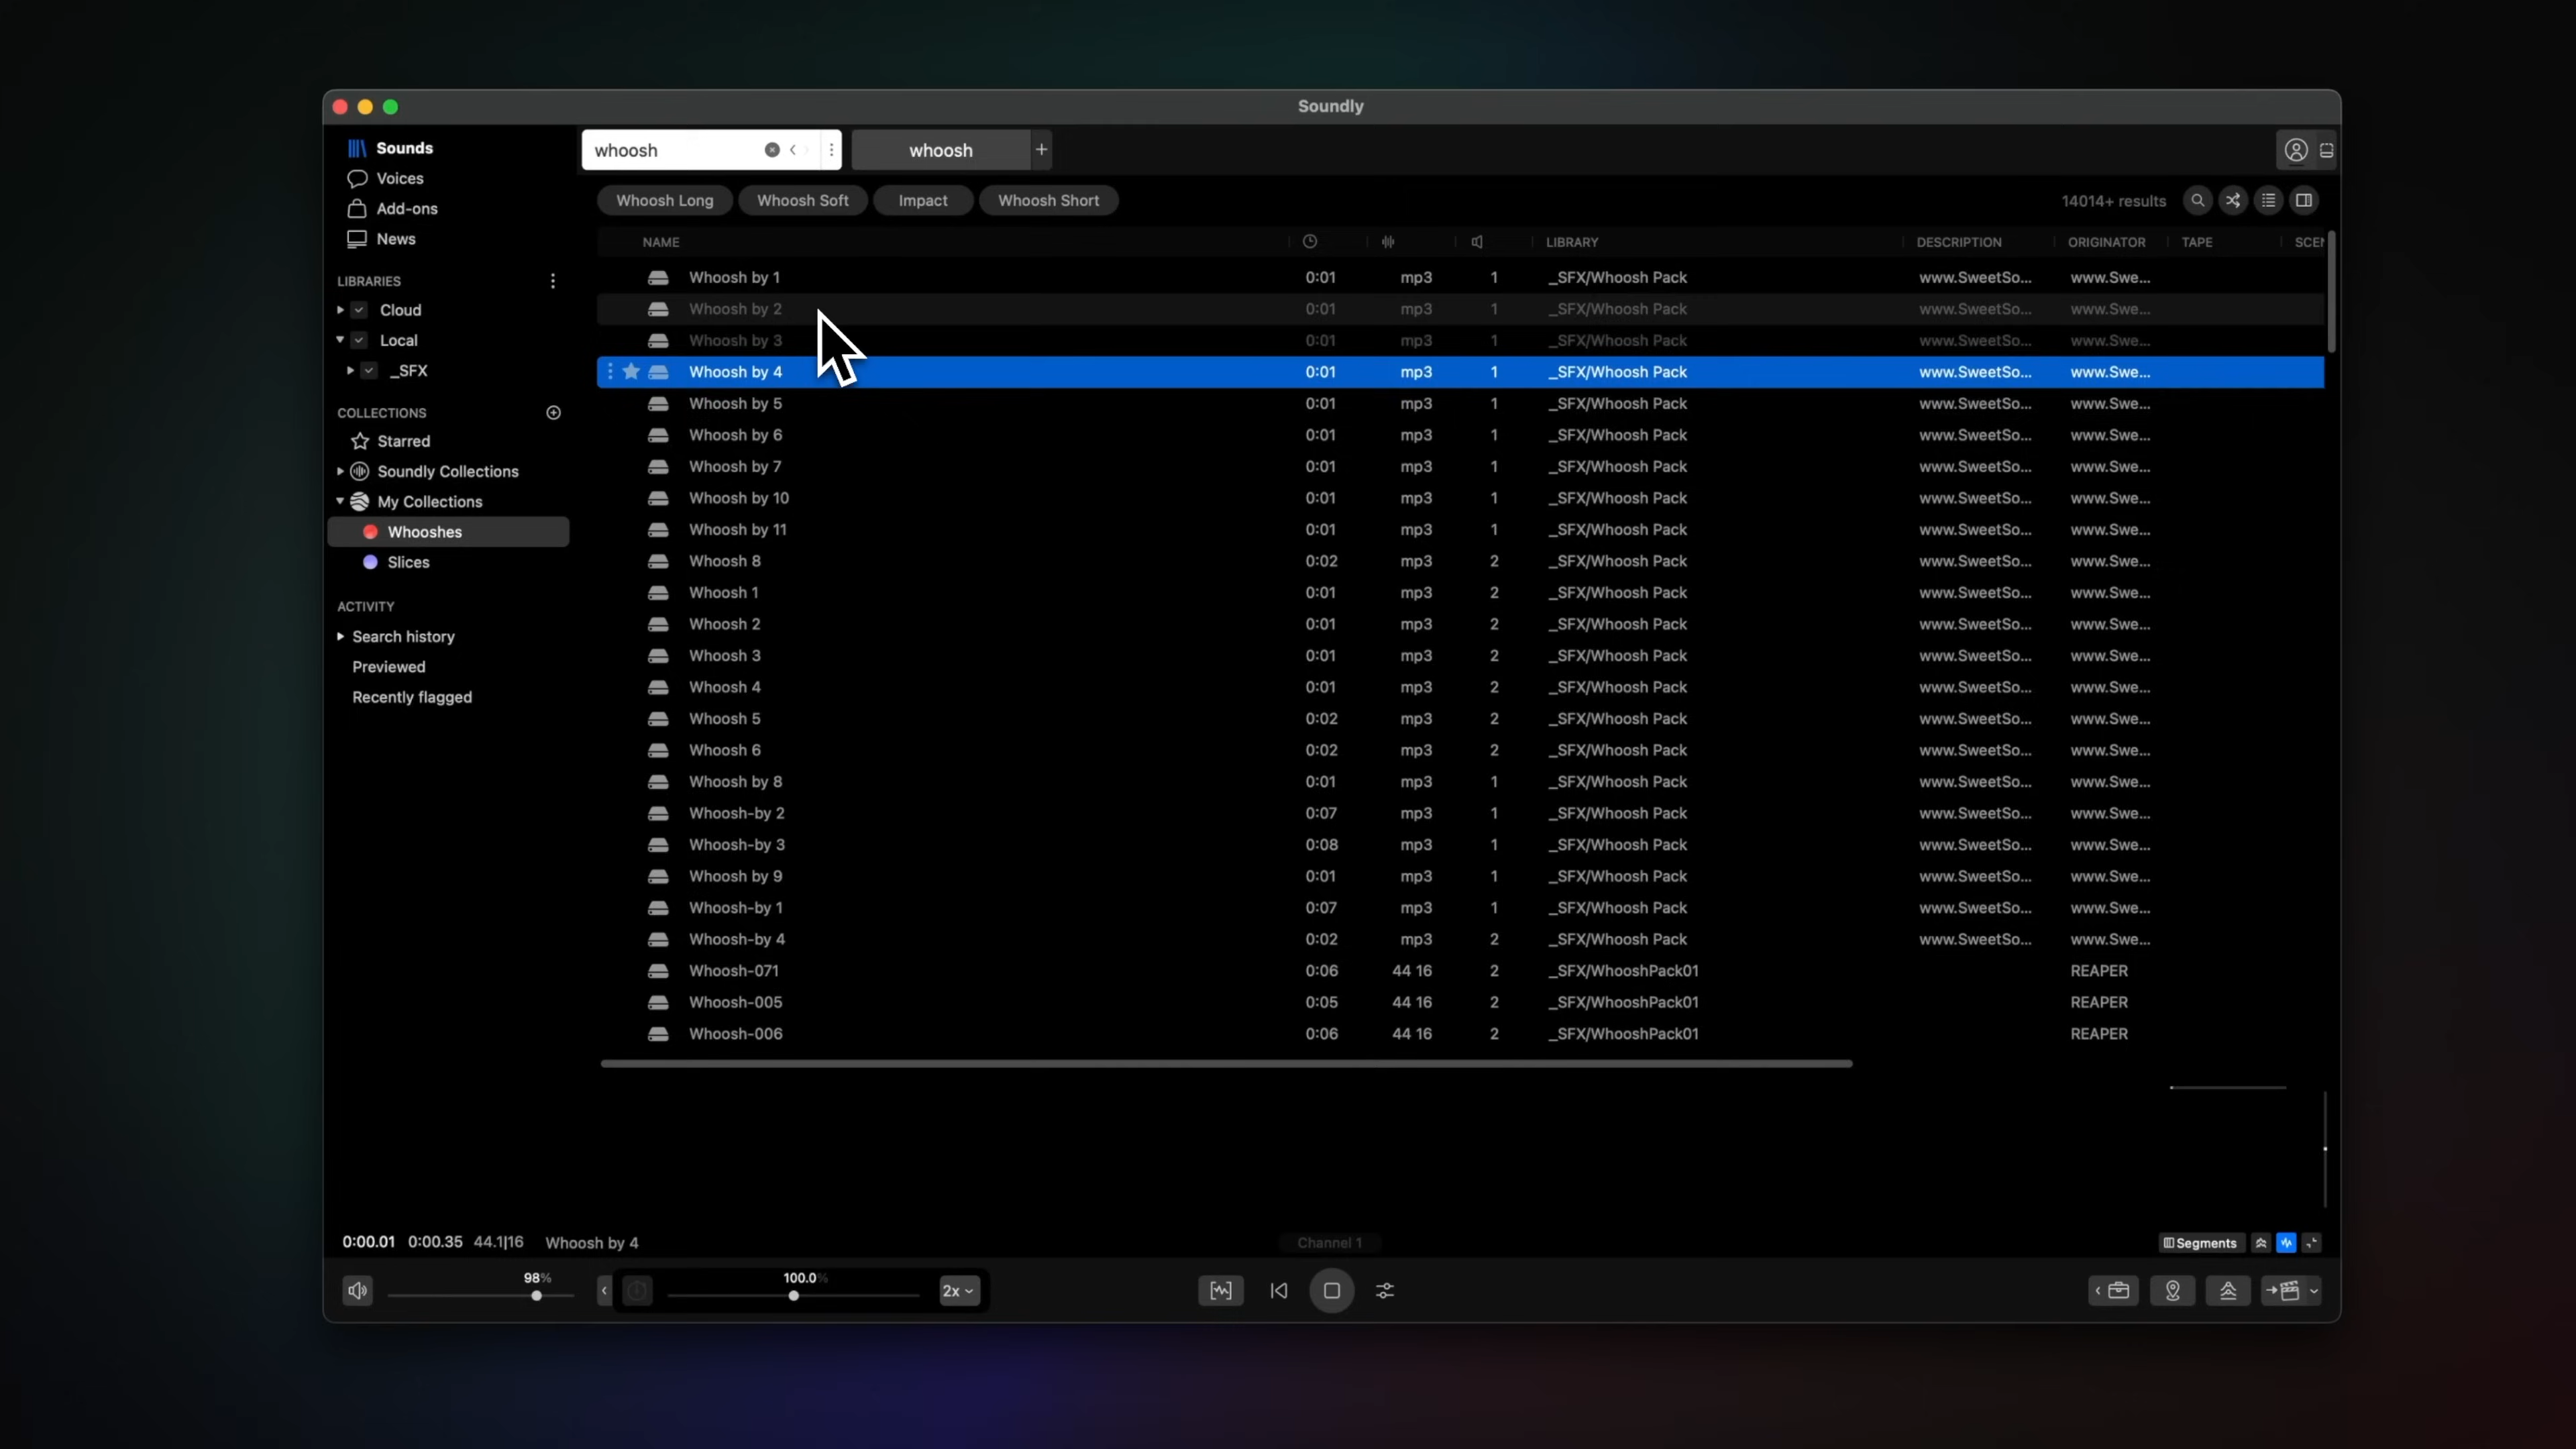 Soundly
Sounds
Voices
Add-ons
News
LIBRARIES
Cloud
Local
_SFX
COLLECTIONS
Starred
Soundly Collections
My Collections
Whooshes
Slices
ACTIVITY
Search history
Previewed
Recently flagged
whoosh
whoosh
Whoosh Long Whoosh Soft Impact Whoosh Short 14014+ results
NAME LIBRARY DESCRIPTION ORIGINATOR TAPE SCEN
Whoosh by 1 0:01 mp3 1 _SFX/Whoosh Pack www.SweetSo... www.Swe...
Whoosh by 2 0:01 mp3 1 _SFX/Whoosh Pack www.SweetSo... www.Swe...
Whoosh by 3 0:01 mp3 1 _SFX/Whoosh Pack www.SweetSo... www.Swe...
Whoosh by 4 0:01 mp3 1 _SFX/Whoosh Pack www.SweetSo... www.Swe...
Whoosh by 5 0:01 mp3 1 _SFX/Whoosh Pack www.SweetSo... www.Swe...
Whoosh by 6 0:01 mp3 1 _SFX/Whoosh Pack www.SweetSo... www.Swe...
Whoosh by 7 0:01 mp3 1 _SFX/Whoosh Pack www.SweetSo... www.Swe...
Whoosh by 10 0:01 mp3 1 _SFX/Whoosh Pack www.SweetSo... www.Swe...
Whoosh by 11 0:01 mp3 1 _SFX/Whoosh Pack www.SweetSo... www.Swe...
Whoosh 8 0:02 mp3 2 _SFX/Whoosh Pack www.SweetSo... www.Swe...
Whoosh 1 0:01 mp3 2 _SFX/Whoosh Pack www.SweetSo... www.Swe...
Whoosh 2 0:01 mp3 2 _SFX/Whoosh Pack www.SweetSo... www.Swe...
Whoosh 3 0:01 mp3 2 _SFX/Whoosh Pack www.SweetSo... www.Swe...
Whoosh 4 0:01 mp3 2 _SFX/Whoosh Pack www.SweetSo... www.Swe...
Whoosh 5 0:02 mp3 2 _SFX/Whoosh Pack www.SweetSo... www.Swe...
Whoosh 6 0:02 mp3 2 _SFX/Whoosh Pack www.SweetSo... www.Swe...
Whoosh by 8 0:01 mp3 1 _SFX/Whoosh Pack www.SweetSo... www.Swe...
Whoosh-by 2 0:07 mp3 1 _SFX/Whoosh Pack www.SweetSo... www.Swe...
Whoosh-by 3 0:08 mp3 1 _SFX/Whoosh Pack www.SweetSo... www.Swe...
Whoosh by 9 0:01 mp3 1 _SFX/Whoosh Pack www.SweetSo... www.Swe...
Whoosh-by 1 0:07 mp3 1 _SFX/Whoosh Pack www.SweetSo... www.Swe...
Whoosh-by 4 0:02 mp3 2 _SFX/Whoosh Pack www.SweetSo... www.Swe...
Whoosh-071 0:06 44 16 2 _SFX/WhooshPack01 REAPER
Whoosh-005 0:05 44 16 2 _SFX/WhooshPack01 REAPER
Whoosh-006 0:06 44 16 2 _SFX/WhooshPack01 REAPER
0:00.01 0:00.35 44.1|16 Whoosh by 4 Channel 1 Segments
98% 100.0% 2x